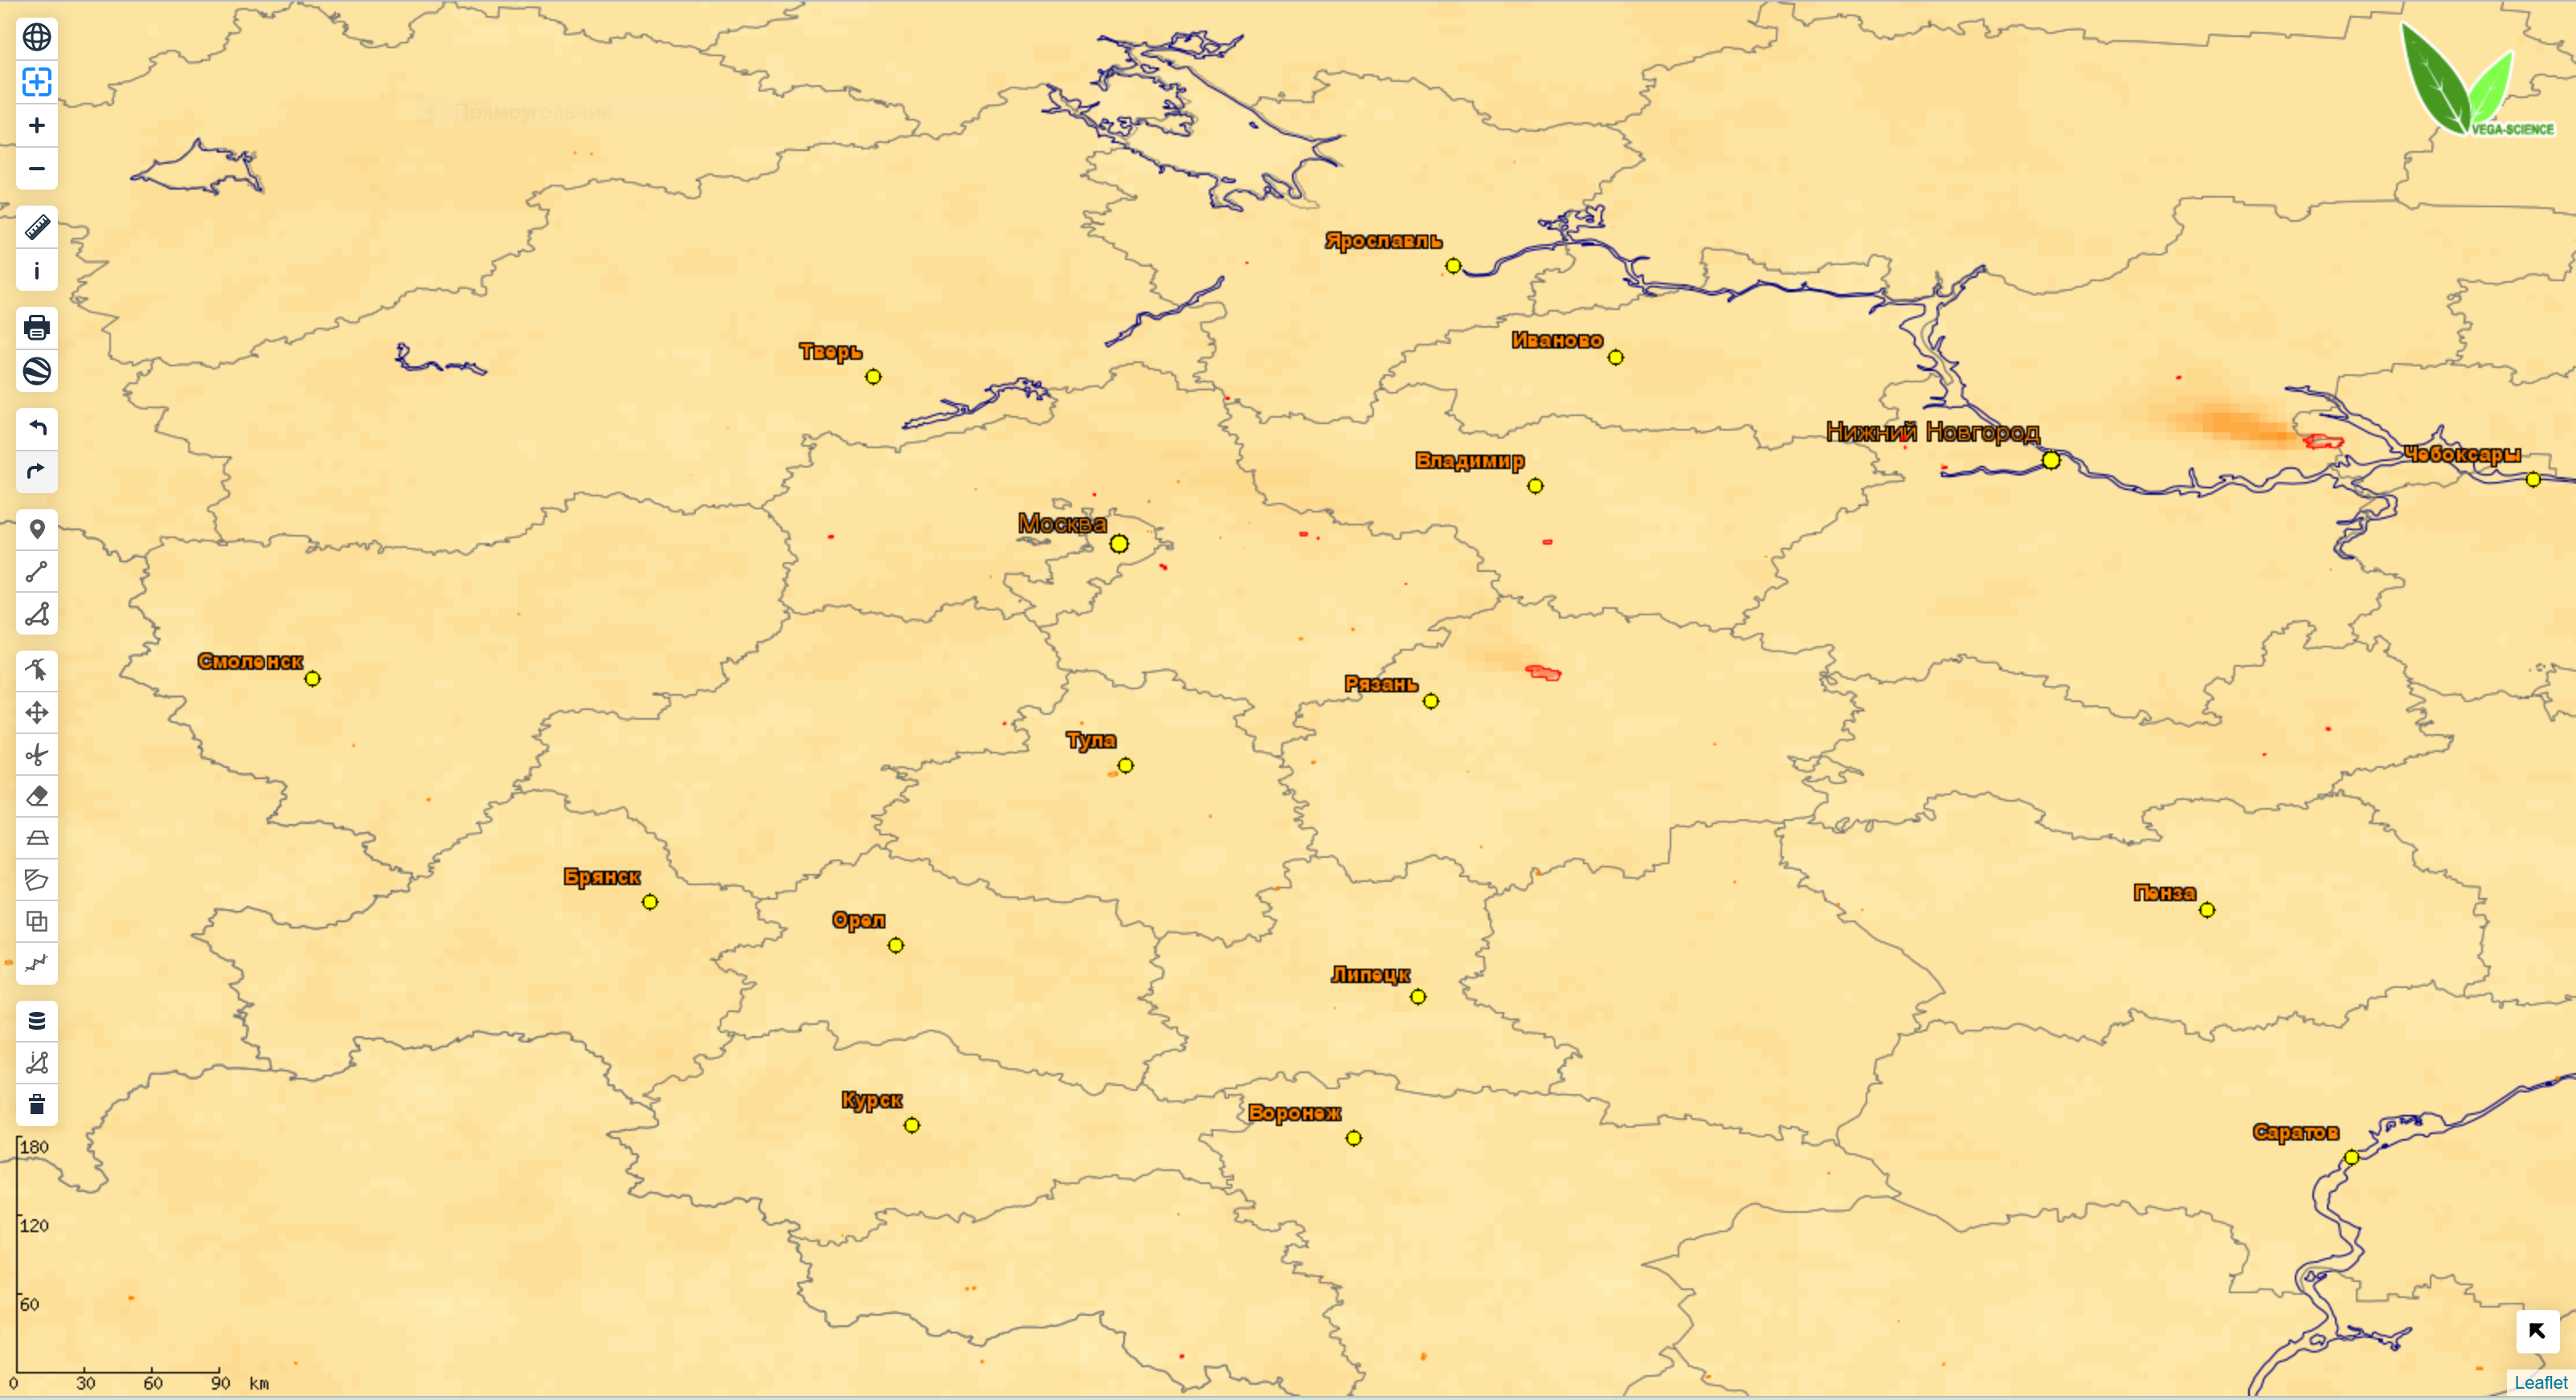 Прямоугольник
VEGA-SCIENCE
Ярославль
Иваново
Тверь
Нижний Новгород
Владимир
Чебоксары
Москва
Смоленск
Рязань
Тула
Брянск
Пенза
Орел
Липецк
Курск
Воронеж
Саратов
180
120
60
0 30 60 90 km
Leaflet